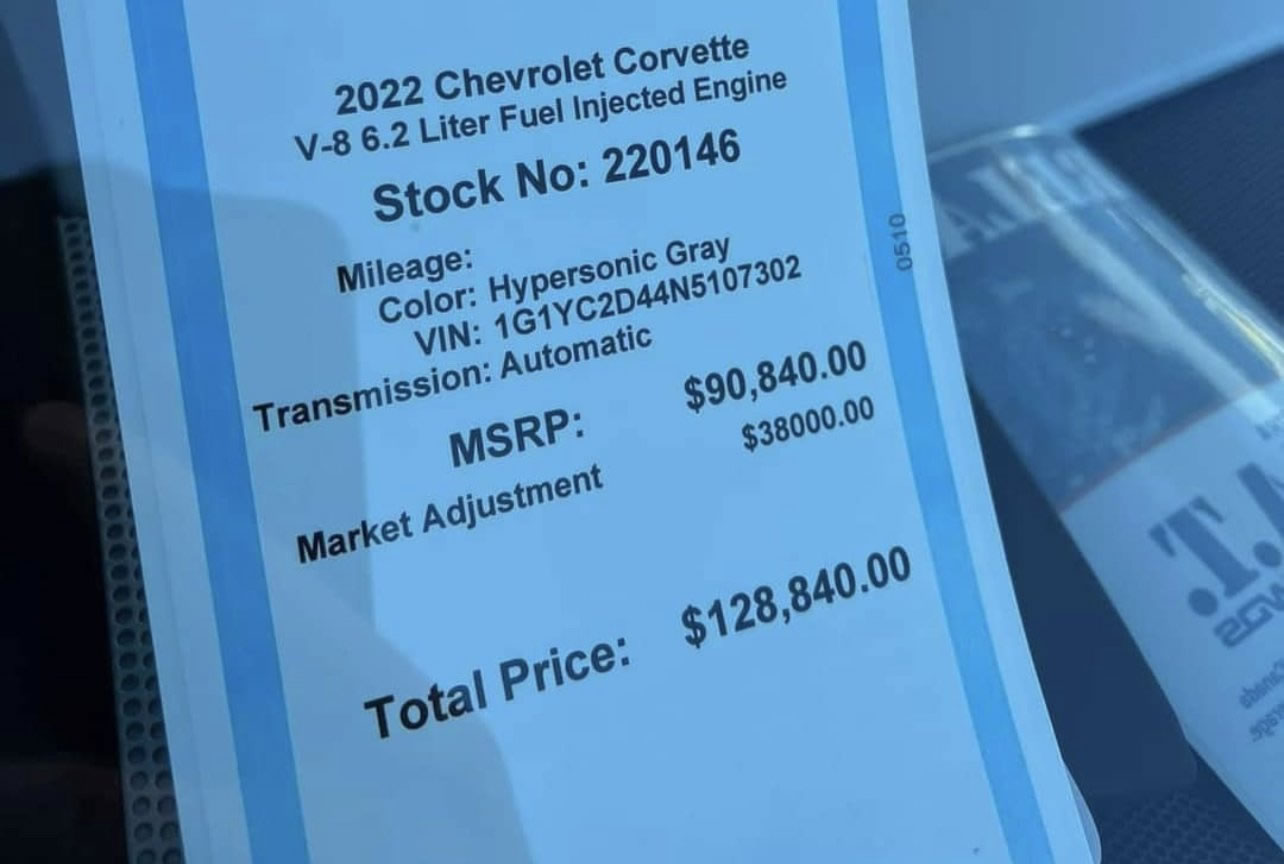 2022 Chevrolet Corvette
V-8 6.2 Liter Fuel Injected Engine
Stock No: 220146
Mileage:
Color: Hypersonic Gray
VIN: 1G1YC2D44N5107302
Transmission: Automatic
MSRP: $90,840.00
Market Adjustment $38000.00
Total Price: $128,840.00
0510